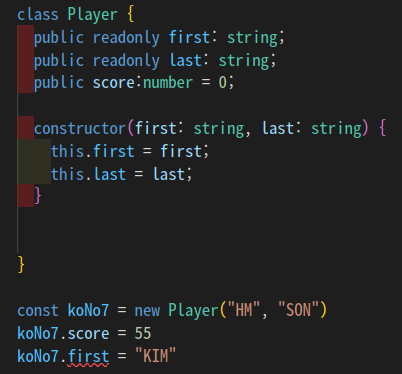 class Player {
  public readonly first: string;
  public readonly last: string;
  public score:number = 0;

  constructor(first: string, last: string) {
    this.first = first;
    this.last = last;
  }


}

const koNo7 = new Player("HM", "SON")
koNo7.score = 55
koNo7.first = "KIM"